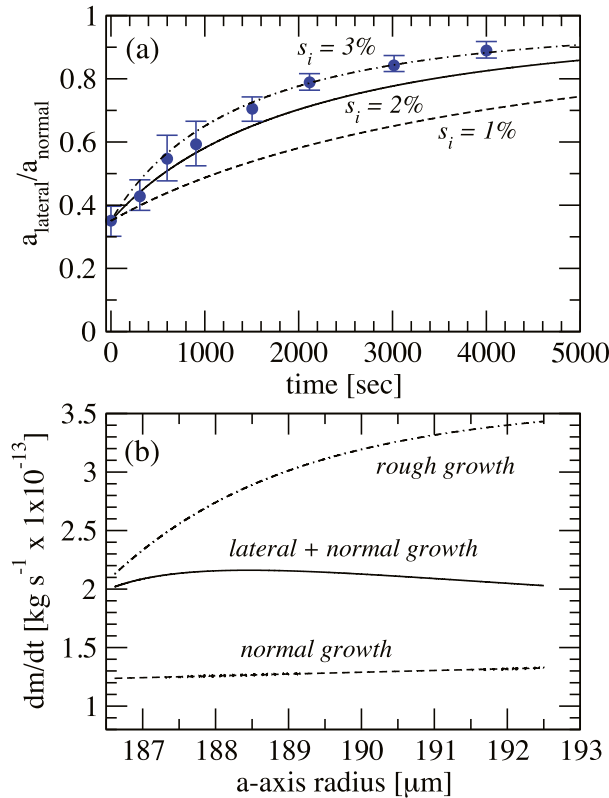 1
(a)
s_i = 3%
0.8
s_i = 2%
s_i = 1%
0.6
0.4
0.2
0
a_lateral/a_normal
0 1000 2000 3000 4000 5000
time [sec]
3.5
(b)
rough growth
3
2.5
lateral + normal growth
2
normal growth
1.5
1
dm/dt [kg s^-1 x 1x10^-13]
187 188 189 190 191 192 193
a-axis radius [μm]